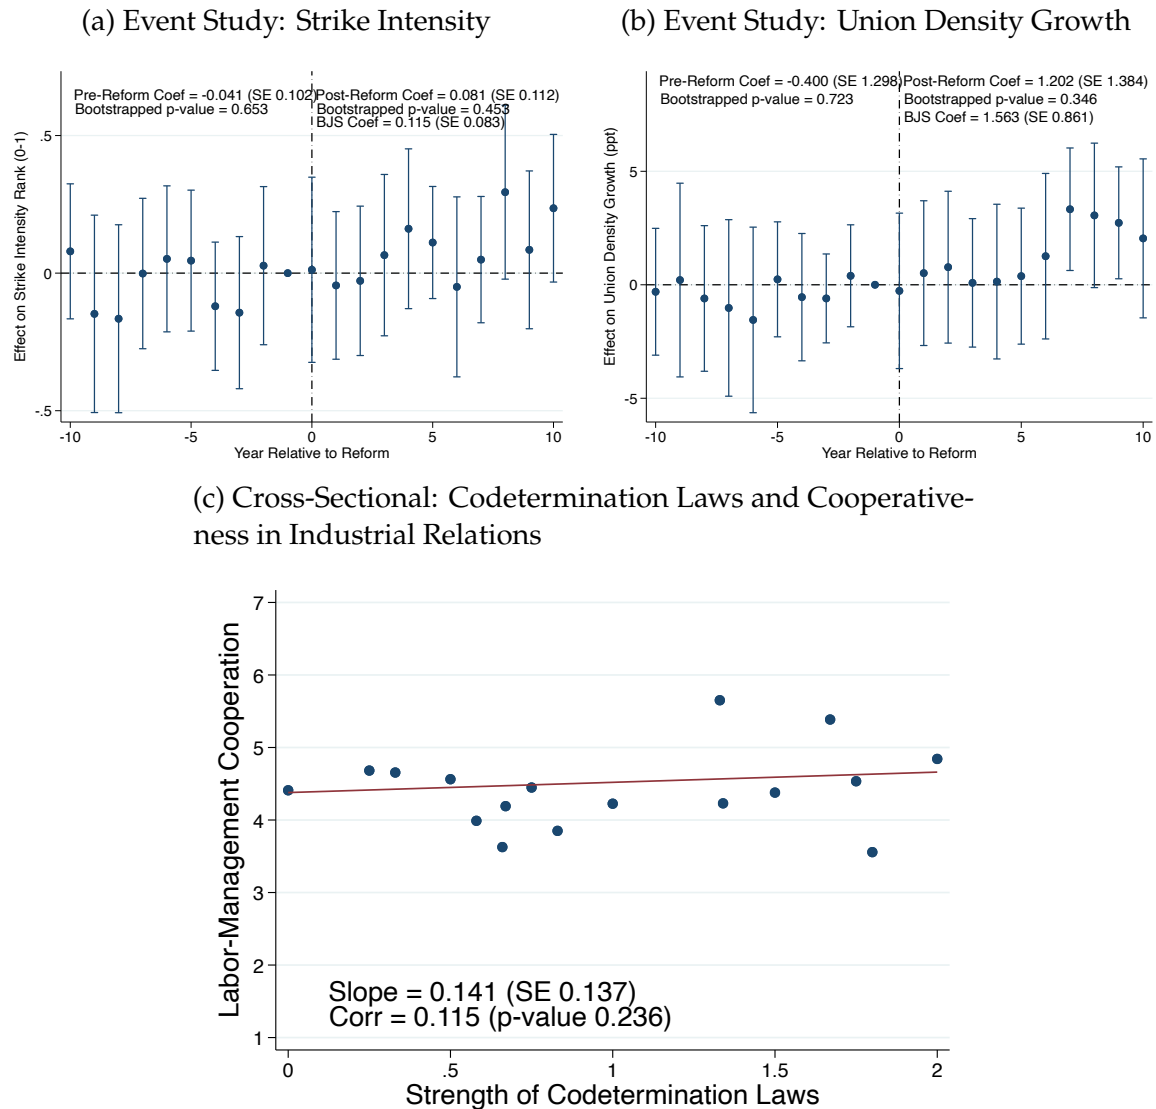 (a) Event Study: Strike Intensity
Pre-Reform Coef = -0.041 (SE 0.102)
Bootstrapped p-value = 0.653
Post-Reform Coef = 0.081 (SE 0.112)
Bootstrapped p-value = 0.453
BJS Coef = 0.115 (SE 0.083)
Effect on Strike Intensity Rank (0-1)
.5
0
-.5
-10 -5 0 5 10
Year Relative to Reform
(b) Event Study: Union Density Growth
Pre-Reform Coef = -0.400 (SE 1.298)
Bootstrapped p-value = 0.723
Post-Reform Coef = 1.202 (SE 1.384)
Bootstrapped p-value = 0.346
BJS Coef = 1.563 (SE 0.861)
Effect on Union Density Growth (ppt)
5
0
-5
-10 -5 0 5 10
Year Relative to Reform
(c) Cross-Sectional: Codetermination Laws and Cooperative-
ness in Industrial Relations
Labor-Management Cooperation
7
6
5
4
3
2
1
Slope = 0.141 (SE 0.137)
Corr = 0.115 (p-value 0.236)
0 .5 1 1.5 2
Strength of Codetermination Laws